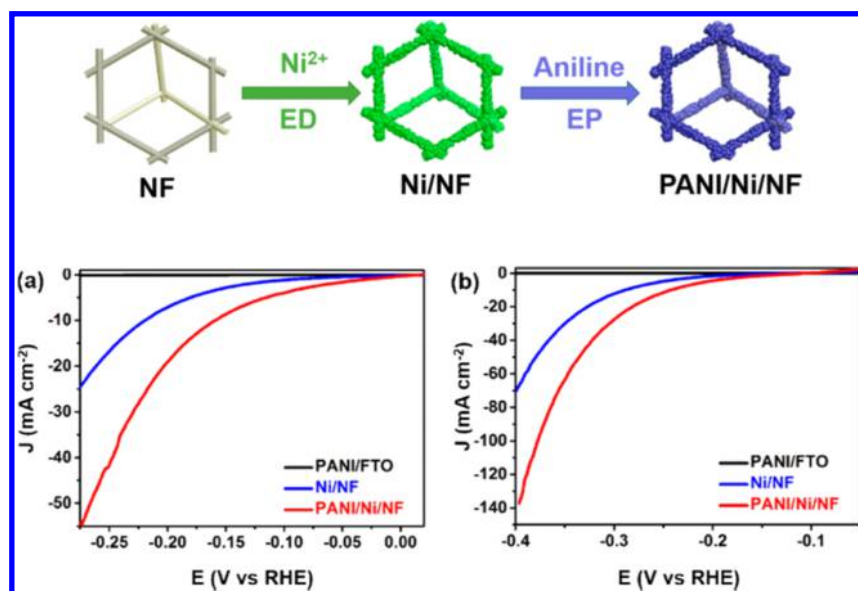 Ni²⁺
Aniline
ED
EP
NF
Ni/NF
PANI/Ni/NF
(a)
0
-10
-20
-30
-40
-50
J (mA cm⁻²)
PANI/FTO
Ni/NF
PANI/Ni/NF
-0.25 -0.20 -0.15 -0.10 -0.05 0.00
E (V vs RHE)
(b)
0
-20
-40
-60
-80
-100
-120
-140
J (mA cm⁻²)
PANI/FTO
Ni/NF
PANI/Ni/NF
-0.4 -0.3 -0.2 -0.1
E (V vs RHE)